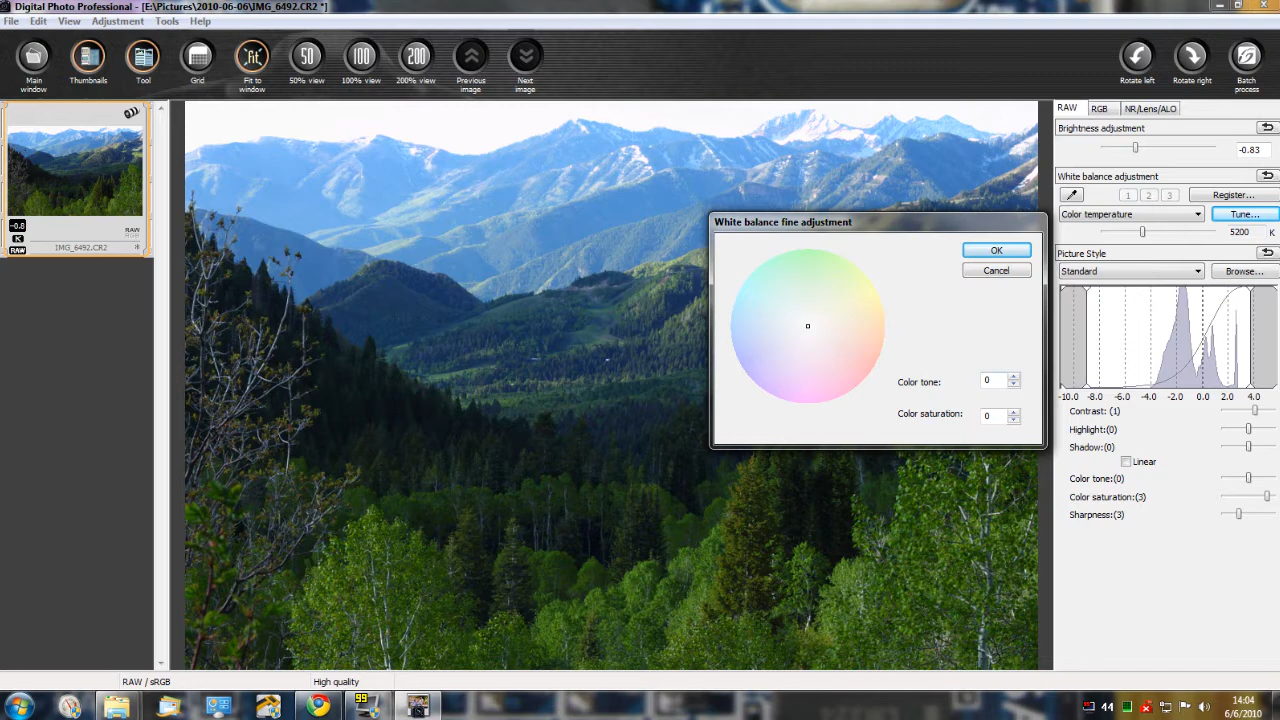 Digital Photo Professional - [E:\Pictures\2010-06-06\IMG_6492.CR2 *]
File Edit View Adjustment Tools Help
Main window
Thumbnails
Tool
Grid
Fit to window
50
50% view
100
100% view
200
200% view
Previous image
Next image
Rotate left
Rotate right
Batch process
-0.8
K
RAW
RAW
IMG_6492.CR2 *
RAW RGB NR/Lens/ALO
Brightness adjustment
-0.83
White balance adjustment
1 2 3 Register...
Color temperature Tune...
5200 K
Picture Style
Standard Browse...
-10.0 -8.0 -6.0 -4.0 -2.0 0.0 2.0 4.0
Contrast: (1)
Highlight:(0)
Shadow:(0)
Linear
Color tone:(0)
Color saturation:(3)
Sharpness:(3)
White balance fine adjustment
OK
Cancel
Color tone: 0
Color saturation: 0
RAW / sRGB High quality
99
44
14:04
6/6/2010